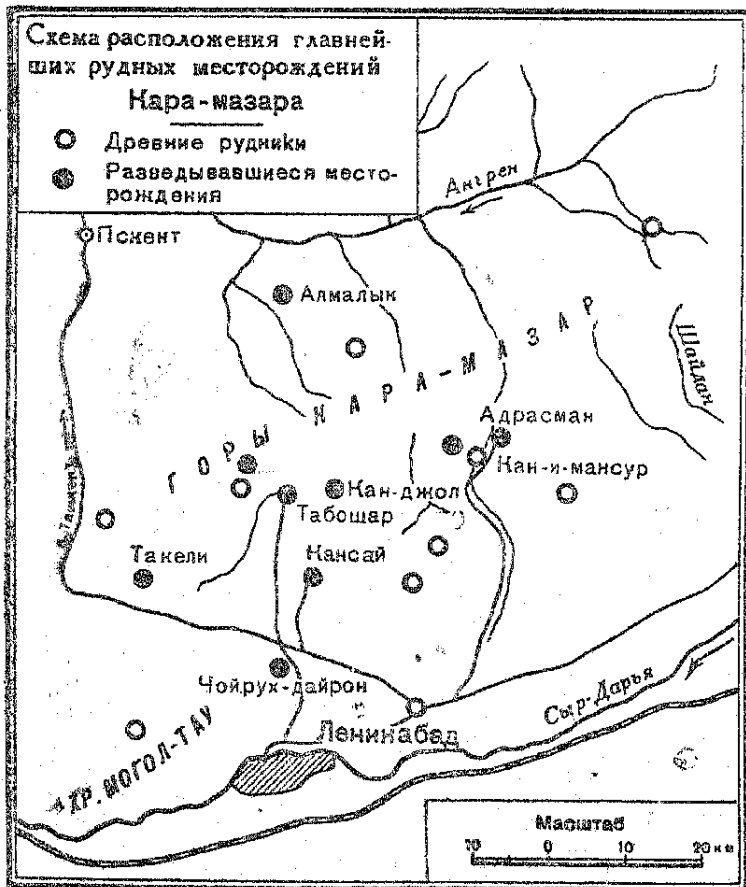 Схема расположения главней-
ших рудных месторождений
Кара-мазара
Древние рудники
Разведывавшиеся место-
рождения
Ангрен
Пскент
Алмалык
ГОРЫ КАРА-МАЗАР
Шайдан
Адрасман
Кан-и-мансур
Кан-джол
Табошар
Такели
Кансай
Чойрух-дайрон
Сыр-Дарья
Ленинабад
ХР. МОГОЛ-ТАУ
Масштаб
10 0 10 20 км